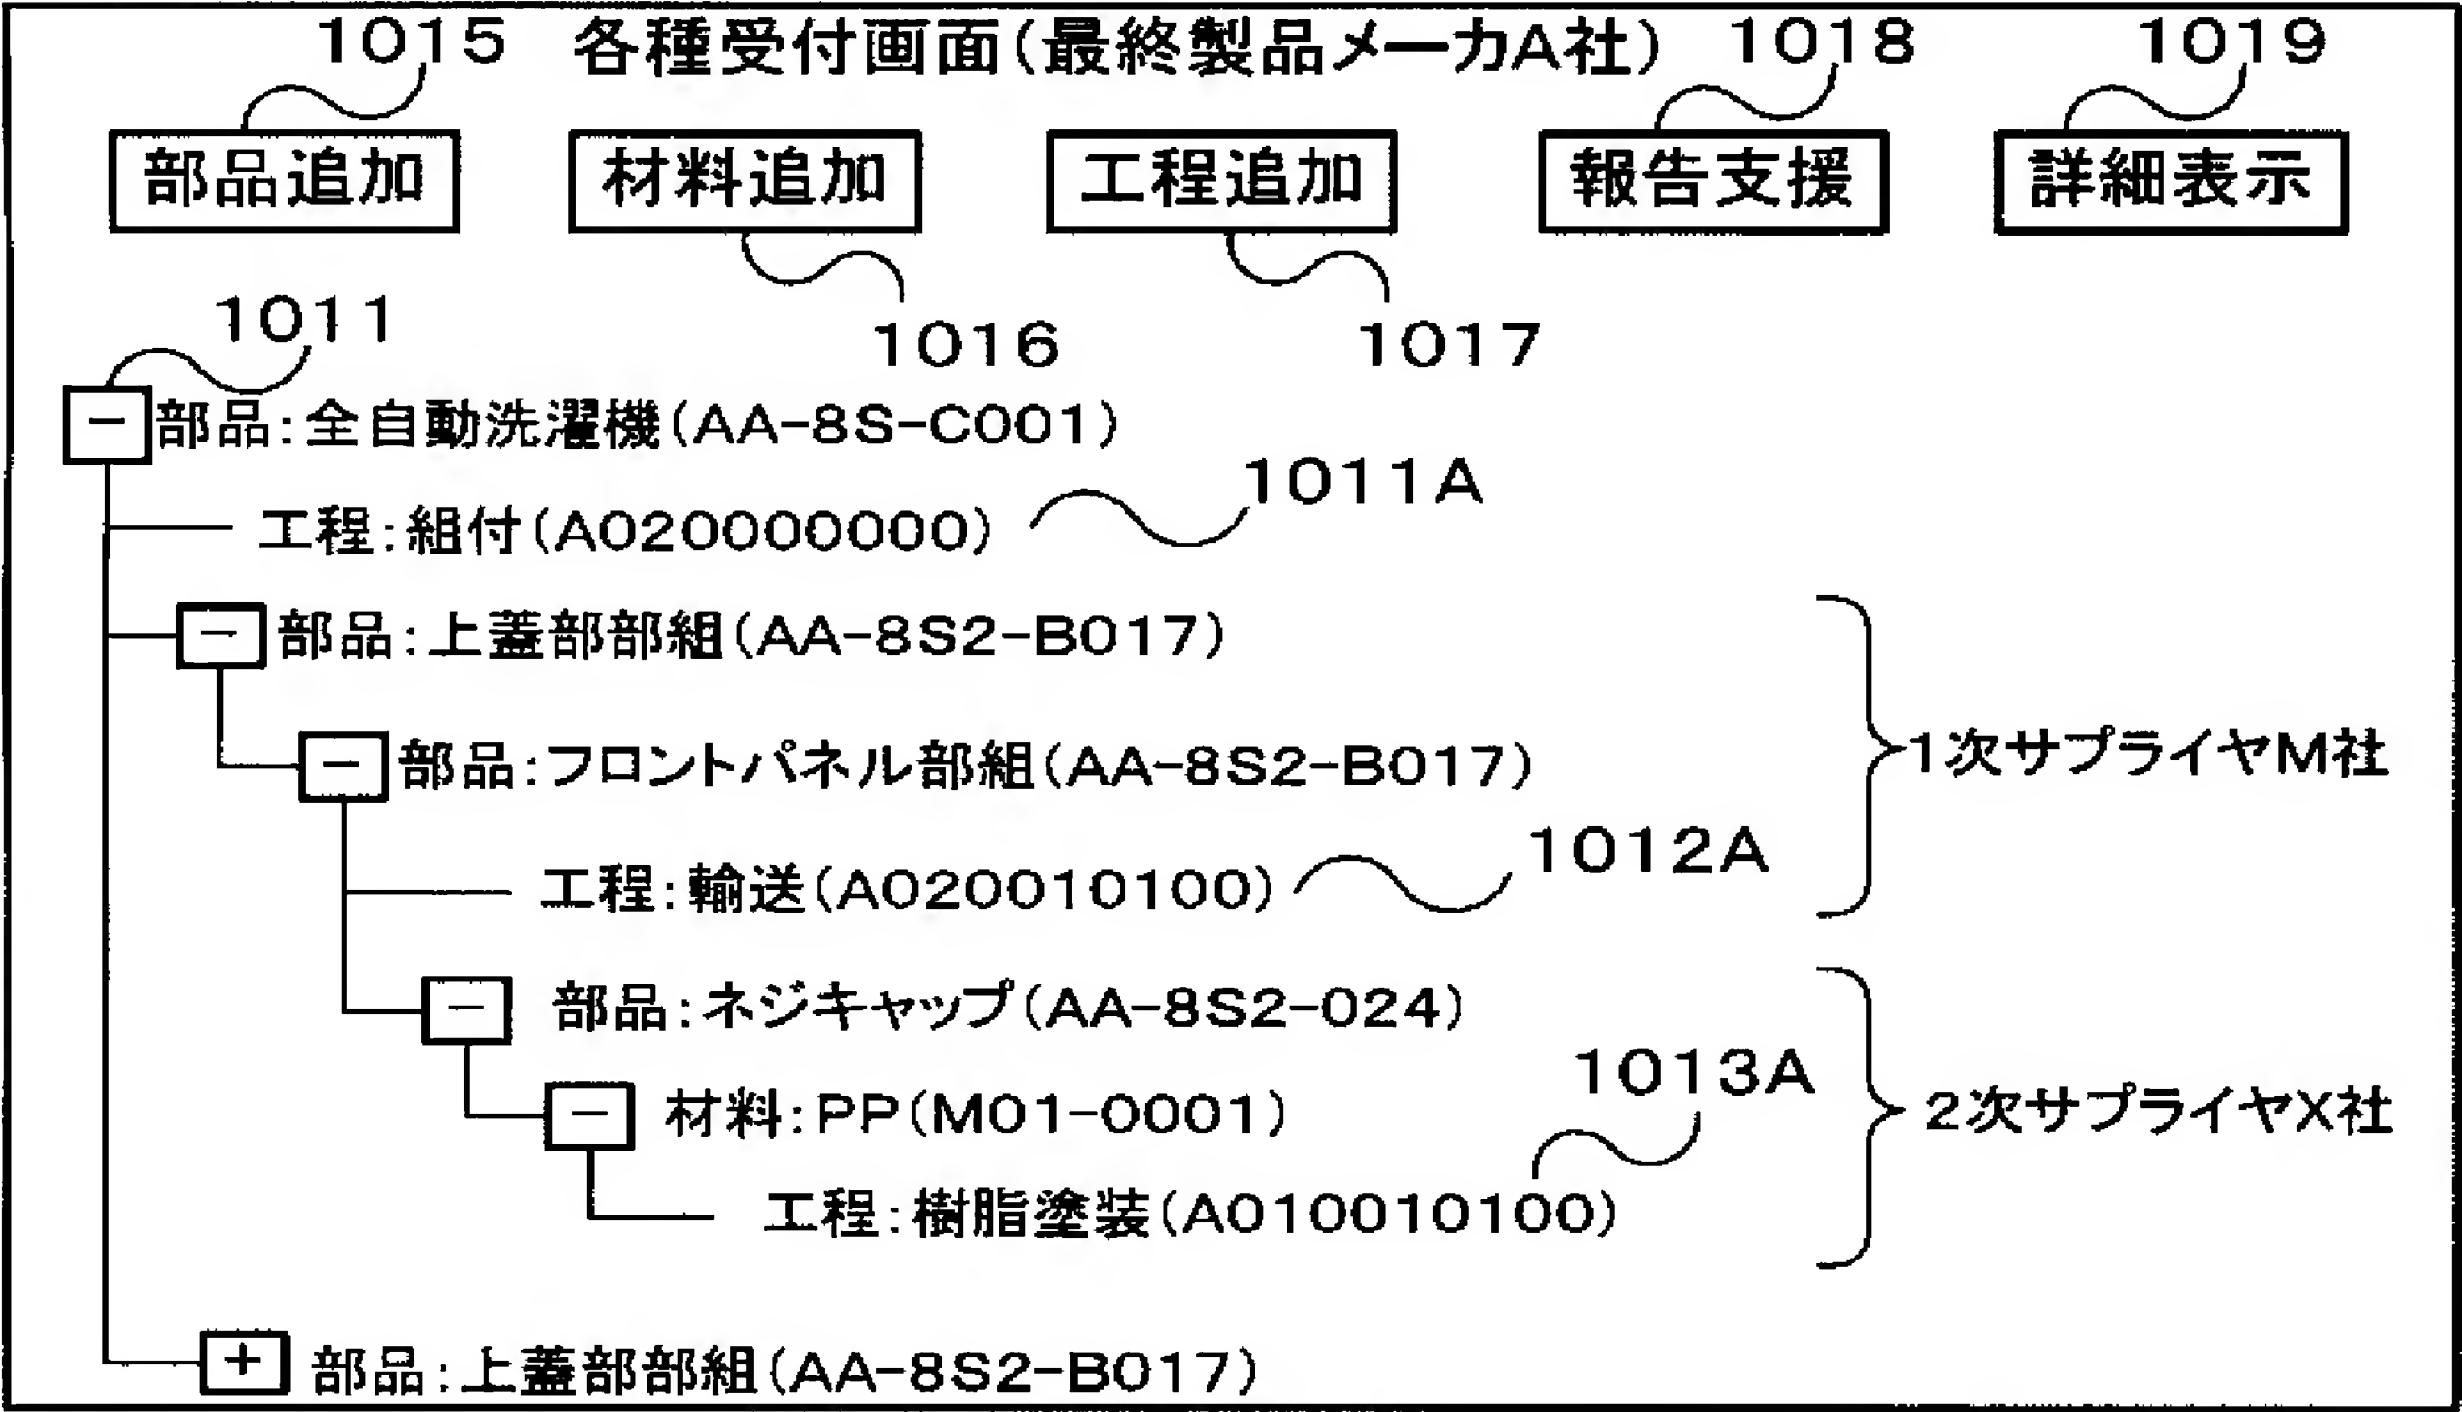 1015 各種受付画面(最終製品メーカA社) 1018 1019
部品追加 材料追加 工程追加 報告支援 詳細表示
1011 1016 1017
− 部品:全自動洗濯機(AA-8S-C001)
工程:組付(A020000000) 1011A
− 部品:上蓋部部組(AA-8S2-B017)
− 部品:フロントパネル部組(AA-8S2-B017) 1次サプライヤM社
工程:輸送(A020010100) 1012A
− 部品:ネジキャップ(AA-8S2-024)
1013A
− 材料:PP(M01-0001) 2次サプライヤX社
工程:樹脂塗装(A010010100)
+ 部品:上蓋部部組(AA-8S2-B017)